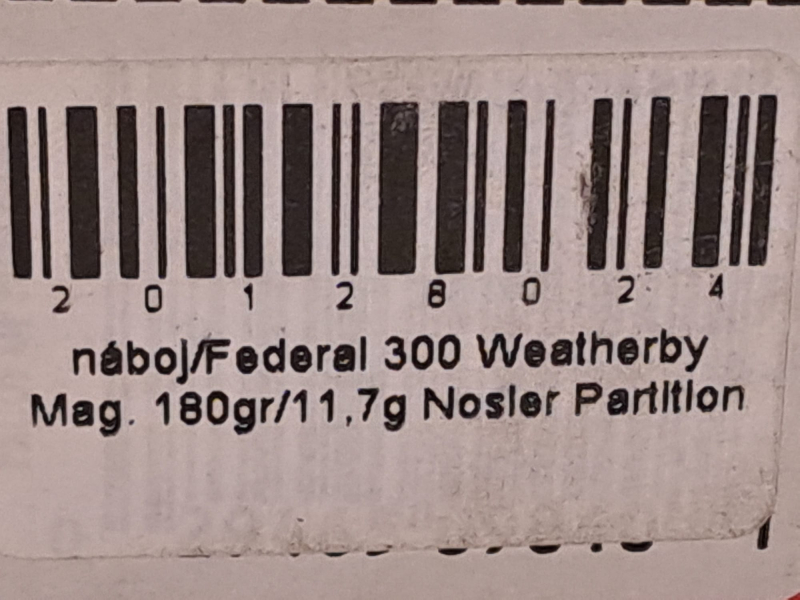 2 0 1 2 8 0 2 4
náboj/Federal 300 Weatherby
Mag. 180gr/11,7g Nosler Partition